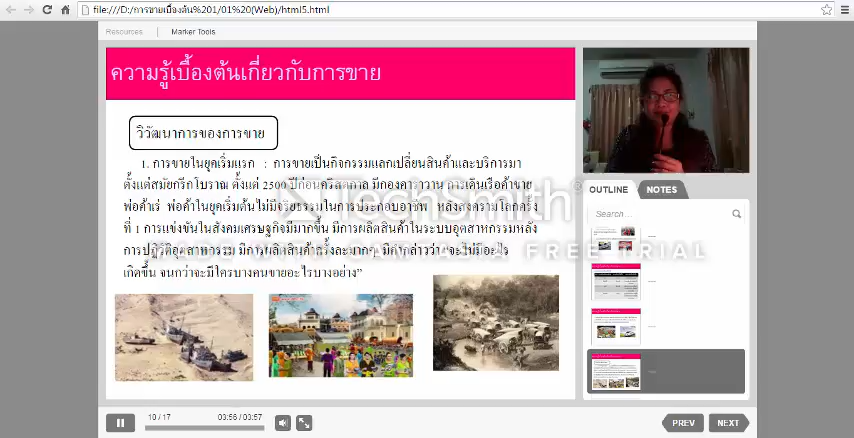 file:///D:/การขายเบื้องต้น%201/01%20(Web)/html5.html
Resources
Marker Tools
ความรู้เบื้องต้นเกี่ยวกับการขาย
วิวัฒนาการของการขาย
1. การขายในยุคเริ่มแรก : การขายเป็นกิจกรรมแลกเปลี่ยนสินค้าและบริการมา
ตั้งแต่สมัยกรีกโบราณ ตั้งแต่ 2500 ปีก่อนคริสตกาล มีกองคาราวาน การเดินเรือค้าขาย
พ่อค้าเร่ พ่อค้าในยุคเริ่มต้นไม่มีจริยธรรมในการประกอบอาชีพ หลังสงครามโลกครั้ง
ที่ 1 การแข่งขันในสังคมเศรษฐกิจมีมากขึ้น มีการผลิตสินค้าในระบบอุตสาหกรรมหลัง
การปฏิวัติอุตสาหกรรม มีการผลิตสินค้าครั้งละมากๆ มีคำกล่าวว่า "จะไม่มีอะไร
เกิดขึ้น จนกว่าจะมีใครบางคนขายอะไรบางอย่าง"
TechSmith
FREE TRIAL
OUTLINE
NOTES
Search...
10 / 17
03:56 / 03:57
PREV
NEXT